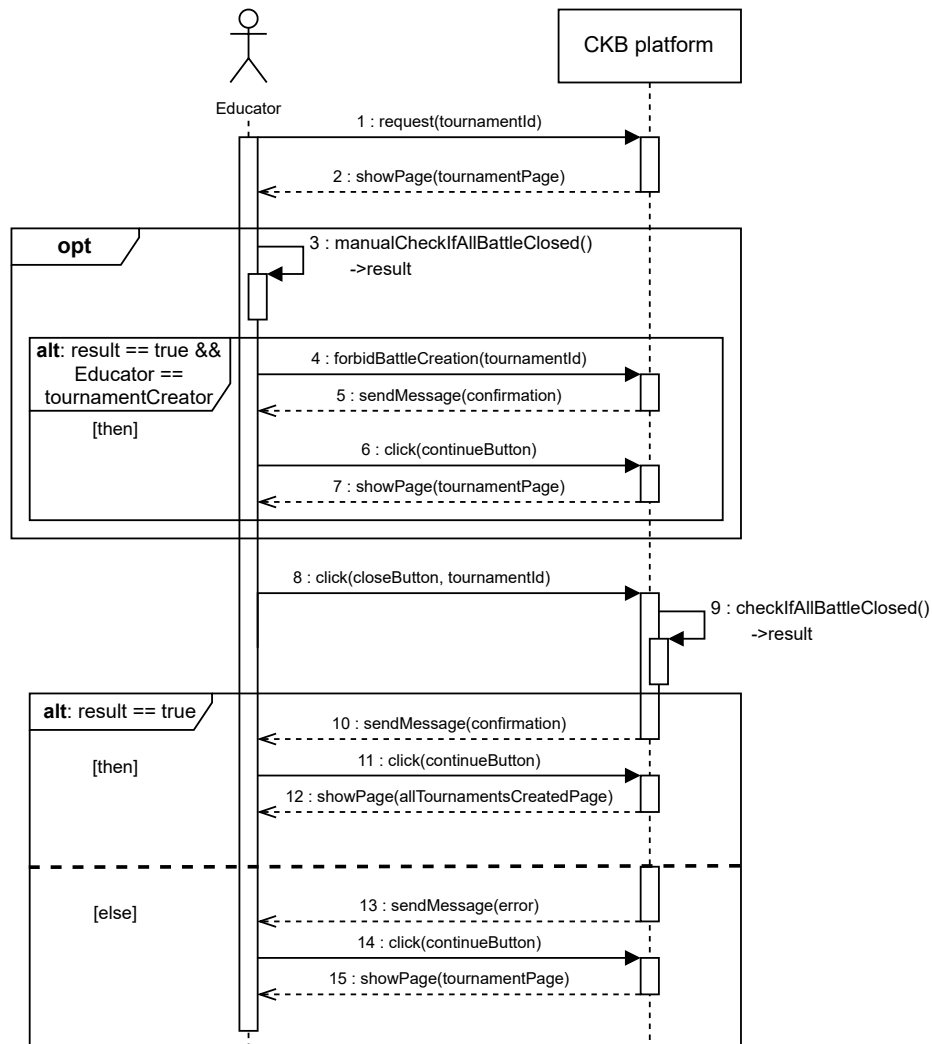 CKB platform
Educator
1 : request(tournamentId)
2 : showPage(tournamentPage)
opt
3 : manualCheckIfAllBattleClosed()
->result
alt: result == true &&
Educator ==
tournamentCreator
4 : forbidBattleCreation(tournamentId)
5 : sendMessage(confirmation)
[then]
6 : click(continueButton)
7 : showPage(tournamentPage)
8 : click(closeButton, tournamentId)
9 : checkIfAllBattleClosed()
->result
alt: result == true
10 : sendMessage(confirmation)
[then]
11 : click(continueButton)
12 : showPage(allTournamentsCreatedPage)
[else]
13 : sendMessage(error)
14 : click(continueButton)
15 : showPage(tournamentPage)